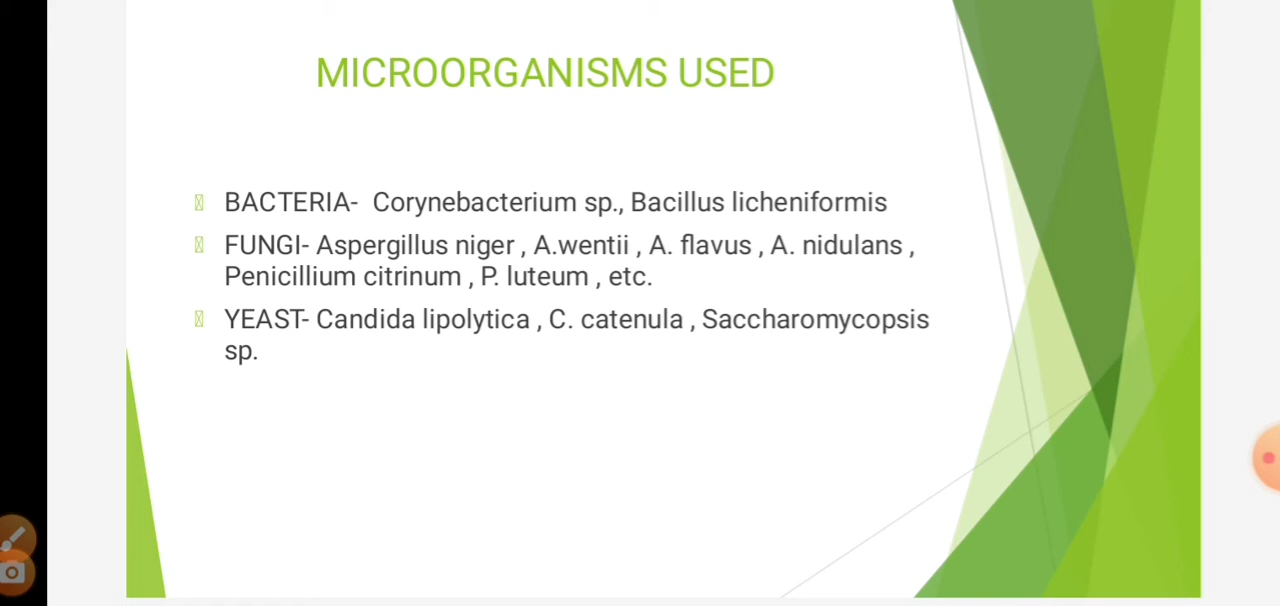 MICROORGANISMS USED
BACTERIA- Corynebacterium sp., Bacillus licheniformis
FUNGI- Aspergillus niger , A.wentii , A. flavus , A. nidulans ,
Penicillium citrinum , P. luteum , etc.
YEAST- Candida lipolytica , C. catenula , Saccharomycopsis
sp.